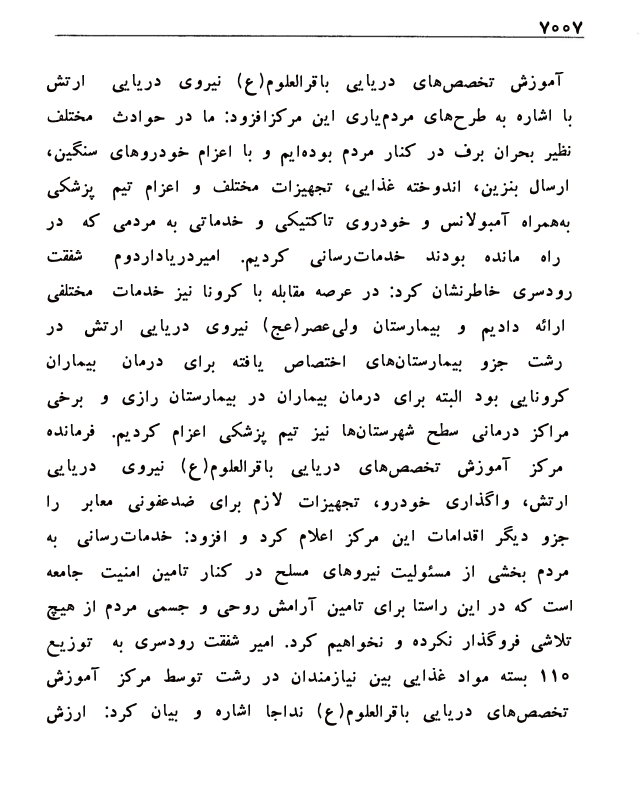 ۷۰۰۷
آموزش تخصص‌های دریایی باقرالعلوم(ع) نیروی دریایی ارتش
با اشاره به طرح‌های مردم‌یاری این مرکزافزود: ما در حوادث مختلف
نظیر بحران برف در کنار مردم بوده‌ایم و با اعزام خودروهای سنگین،
ارسال بنزین، اندوخته غذایی، تجهیزات مختلف و اعزام تیم پزشکی
به‌همراه آمبولانس و خودروی تاکتیکی و خدماتی به مردمی که در
راه مانده بودند خدمات‌رسانی کردیم. امیردریاداردوم شفقت
رودسری خاطرنشان کرد: در عرصه مقابله با کرونا نیز خدمات مختلفی
ارائه دادیم و بیمارستان ولی‌عصر(عج) نیروی دریایی ارتش در
رشت جزو بیمارستان‌های اختصاص یافته برای درمان بیماران
کرونایی بود البته برای درمان بیماران در بیمارستان رازی و برخی
مراکز درمانی سطح شهرستان‌ها نیز تیم پزشکی اعزام کردیم. فرمانده
مرکز آموزش تخصص‌های دریایی باقرالعلوم(ع) نیروی دریایی
ارتش، واگذاری خودرو، تجهیزات لازم برای ضدعفونی معابر را
جزو دیگر اقدامات این مرکز اعلام کرد و افزود: خدمات‌رسانی به
مردم بخشی از مسئولیت نیروهای مسلح در کنار تامین امنیت جامعه
است که در این راستا برای تامین آرامش روحی و جسمی مردم از هیچ
تلاشی فروگذار نکرده و نخواهیم کرد. امیر شفقت رودسری به توزیع
۱۱۰ بسته مواد غذایی بین نیازمندان در رشت توسط مرکز آموزش
تخصص‌های دریایی باقرالعلوم(ع) نداجا اشاره و بیان کرد: ارزش